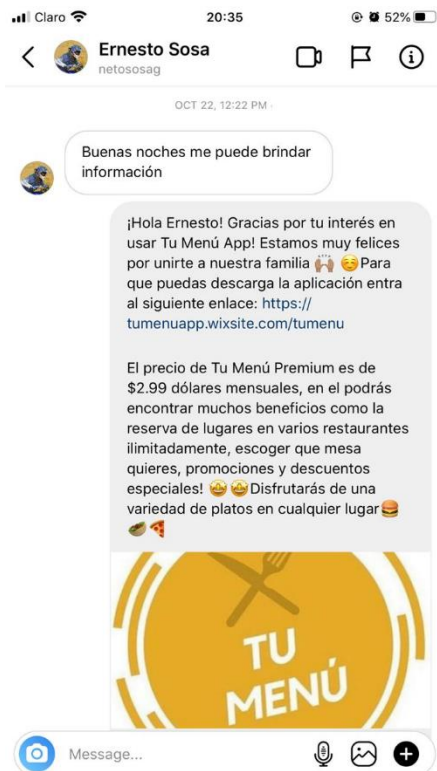 Claro 20:35 52%
Ernesto Sosa
netososag
OCT 22, 12:22 PM
Buenas noches me puede brindar
información
¡Hola Ernesto! Gracias por tu interés en
usar Tu Menú App! Estamos muy felices
por unirte a nuestra familia 🙌🏽 ☺️Para
que puedas descarga la aplicación entra
al siguiente enlace: https://
tumenuapp.wixsite.com/tumenu
El precio de Tu Menú Premium es de
$2.99 dólares mensuales, en el podrás
encontrar muchos beneficios como la
reserva de lugares en varios restaurantes
ilimitadamente, escoger que mesa
quieres, promociones y descuentos
especiales! 🤩🤩Disfrutarás de una
variedad de platos en cualquier lugar🍔
🥙🍕
TU
MENÚ
Message...